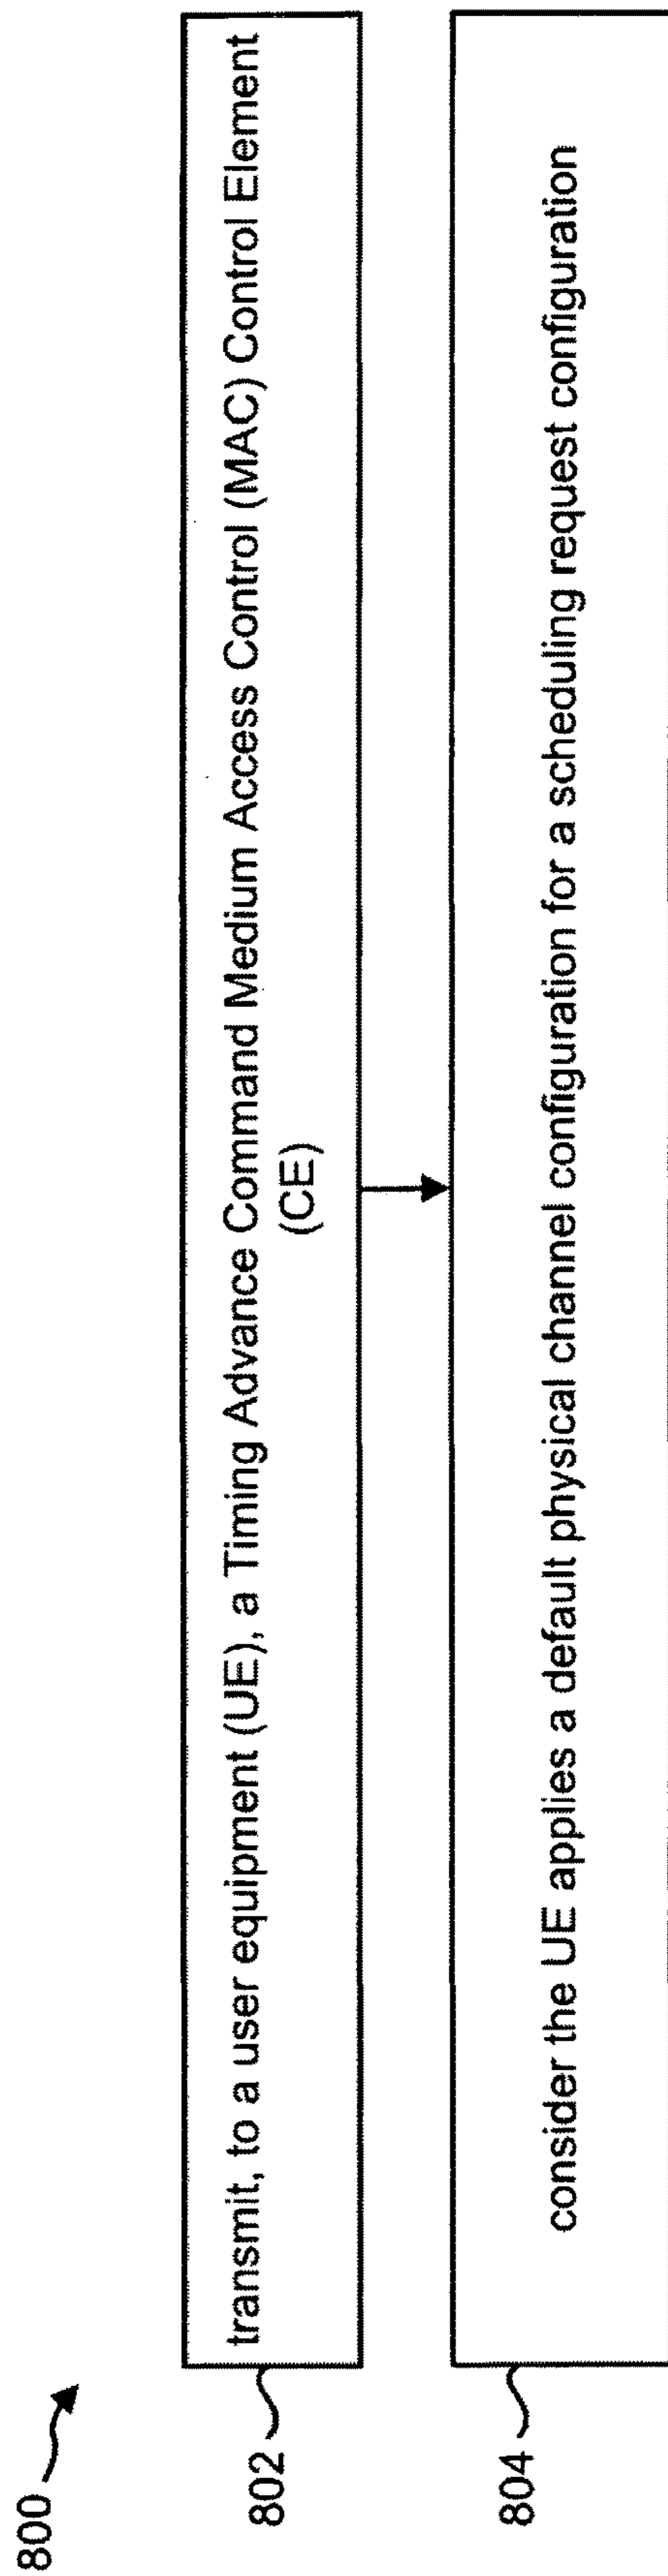 800
802
transmit, to a user equipment (UE), a Timing Advance Command Medium Access Control (MAC) Control Element
(CE)
804
consider the UE applies a default physical channel configuration for a scheduling request configuration